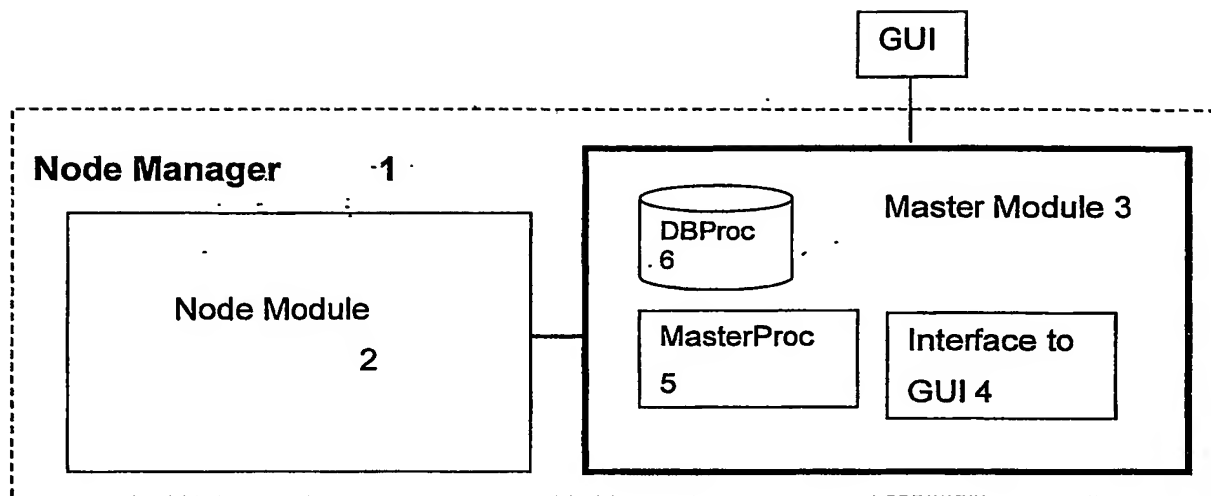 GUI
Node Manager 1
Master Module 3
DBProc
6
Node Module
2
MasterProc
5
Interface to
GUI 4